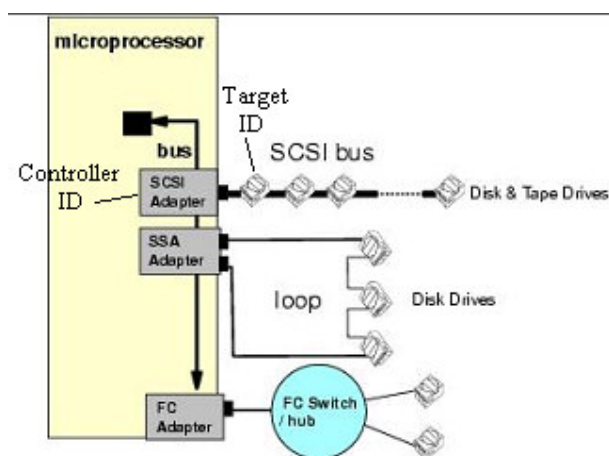 microprocessor
Target
ID
bus
SCSI bus
Controller
ID
SCSI
Adapter
Disk & Tape Drives
SSA
Adapter
loop
Disk Drives
FC
Adapter
FC Switch
/ hub